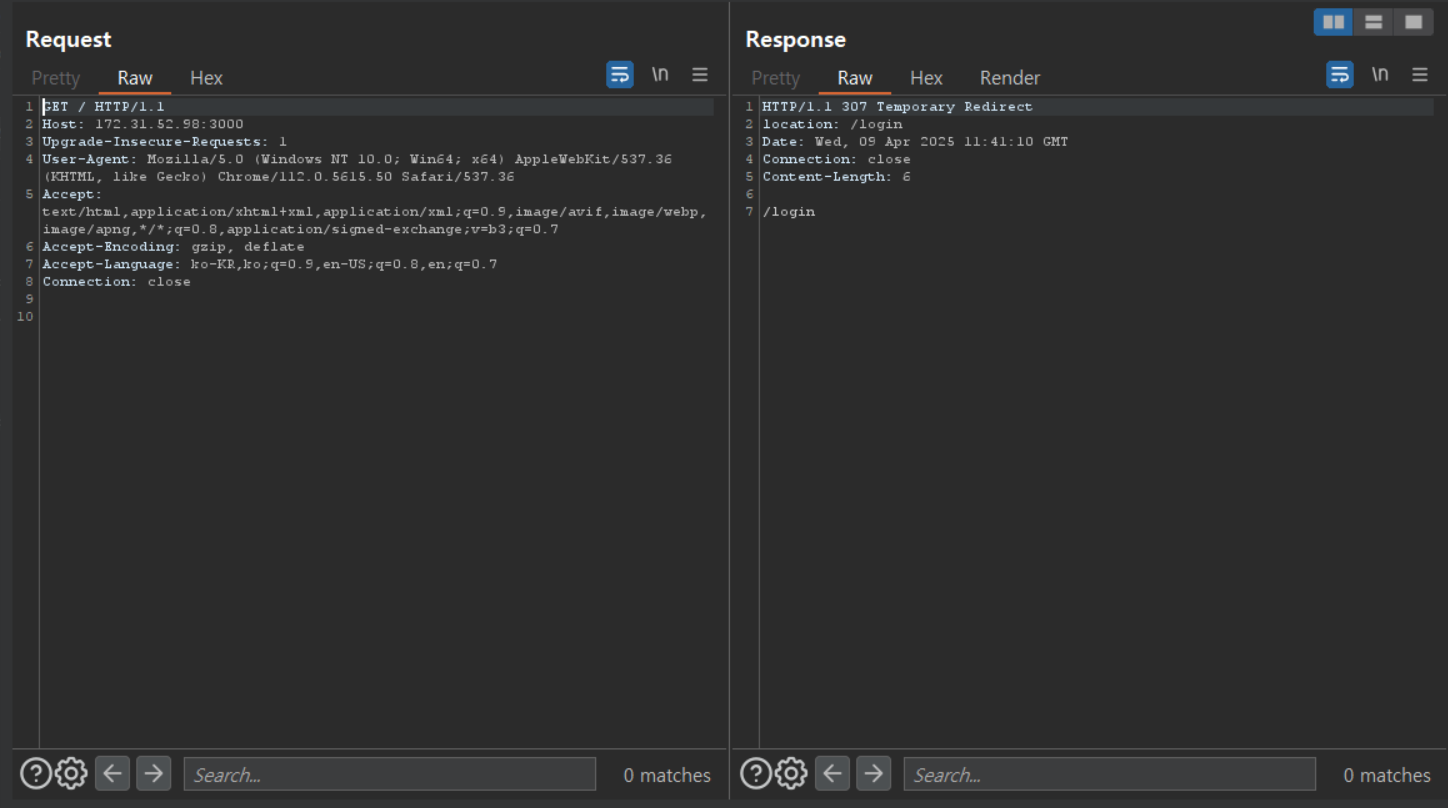 Request
Pretty Raw Hex \n
1 GET / HTTP/1.1
2 Host: 172.31.52.98:3000
3 Upgrade-Insecure-Requests: 1
4 User-Agent: Mozilla/5.0 (Windows NT 10.0; Win64; x64) AppleWebKit/537.36
(KHTML, like Gecko) Chrome/112.0.5615.50 Safari/537.36
5 Accept:
text/html,application/xhtml+xml,application/xml;q=0.9,image/avif,image/webp,
image/apng,*/*;q=0.8,application/signed-exchange;v=b3;q=0.7
6 Accept-Encoding: gzip, deflate
7 Accept-Language: ko-KR,ko;q=0.9,en-US;q=0.8,en;q=0.7
8 Connection: close
9
10
Search...
0 matches
Response
Pretty Raw Hex Render \n
1 HTTP/1.1 307 Temporary Redirect
2 location: /login
3 Date: Wed, 09 Apr 2025 11:41:10 GMT
4 Connection: close
5 Content-Length: 6
6
7 /login
Search...
0 matches